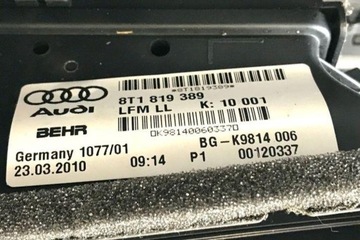 *8T1819389*
8T1 819 389
LFM LL K: 10 001
Audi
BEHR
K98140060337
BG-K9814 006
Germany 1077/01
23.03.2010 09:14 P1 00120337